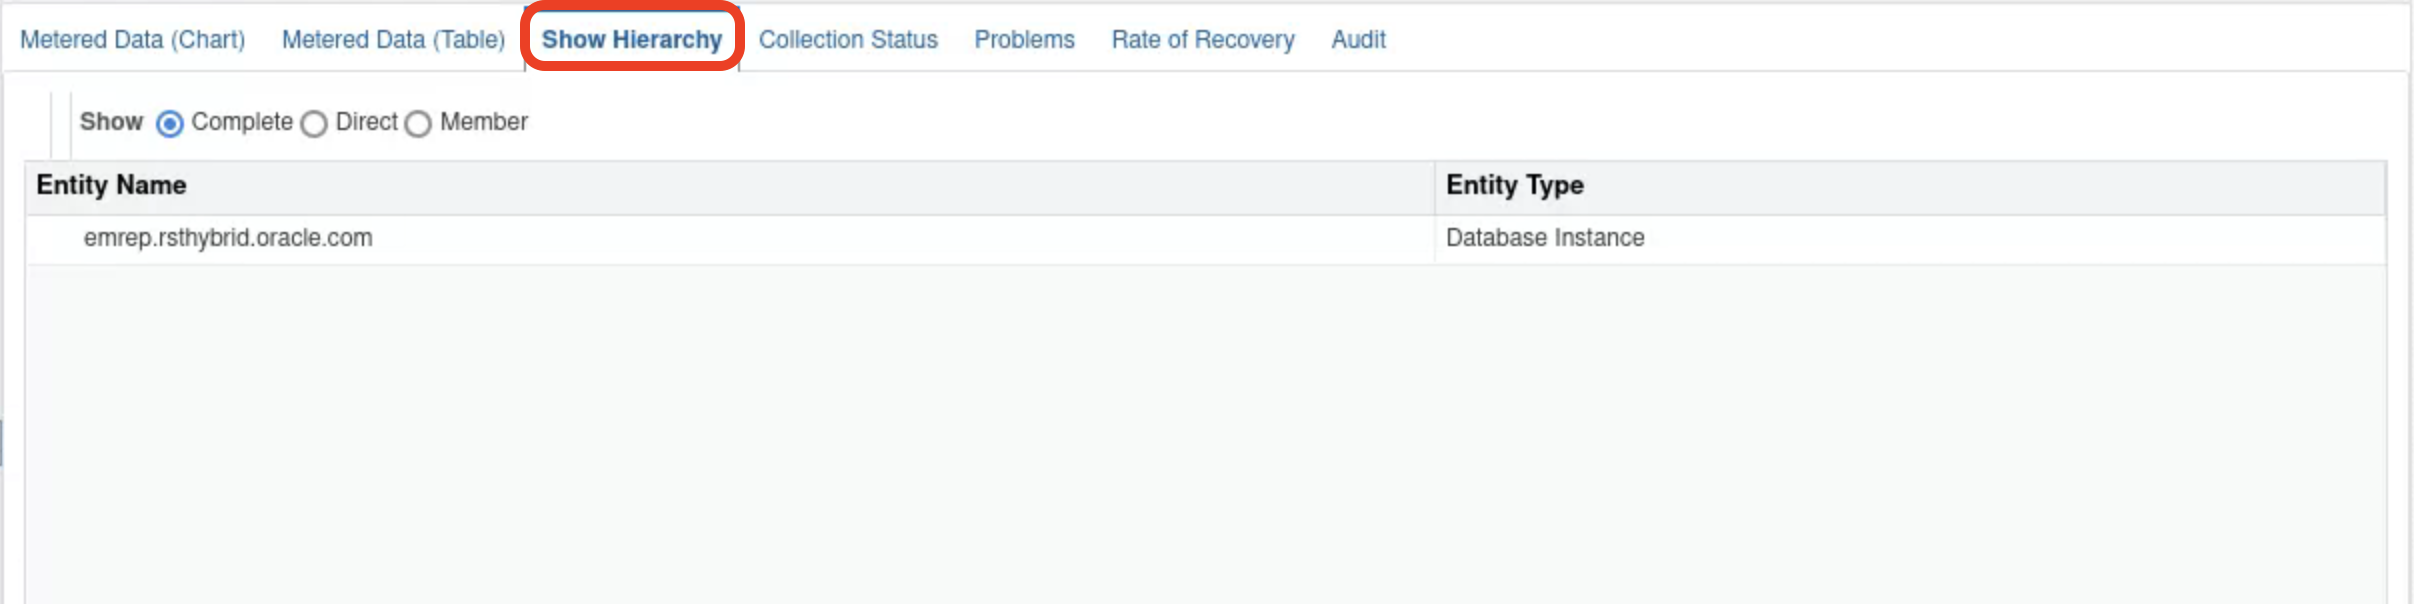 Metered Data (Chart) Metered Data (Table) Show Hierarchy Collection Status Problems Rate of Recovery Audit
Show Complete Direct Member
Entity Name Entity Type
emrep.rsthybrid.oracle.com Database Instance